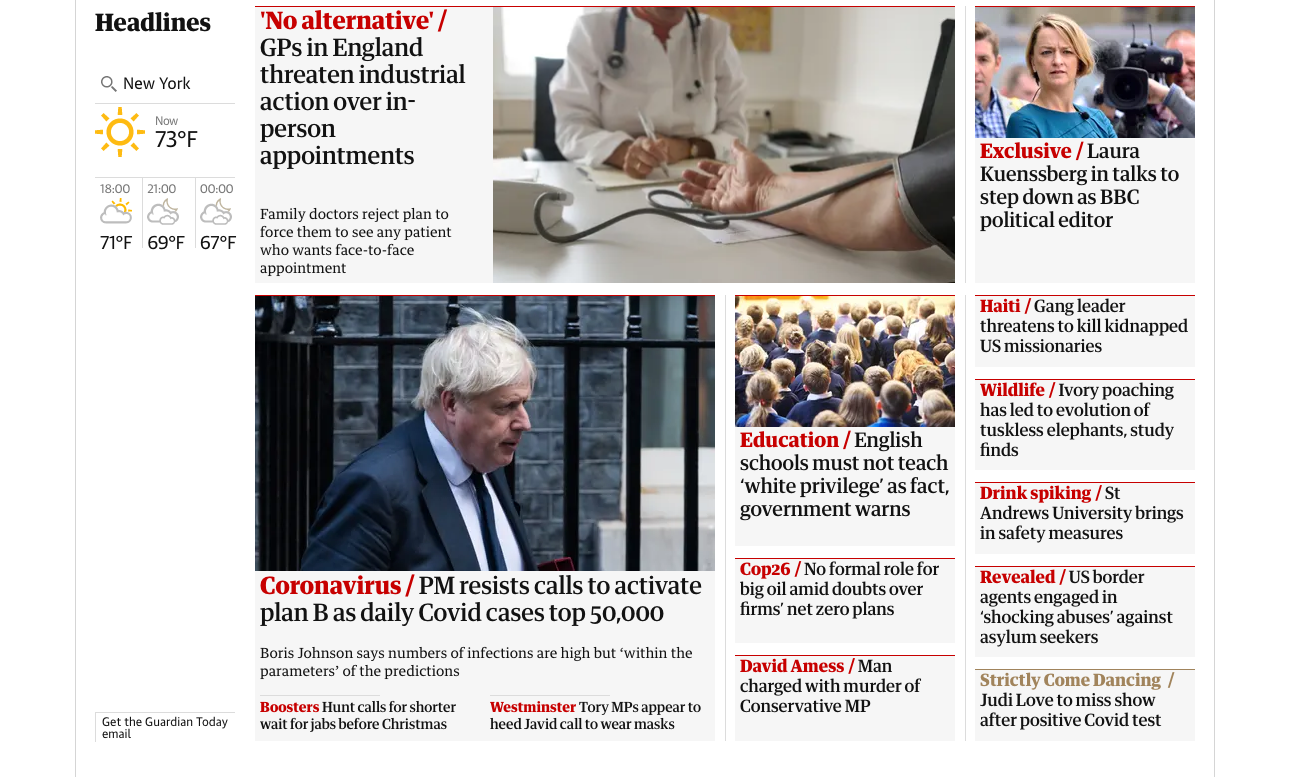 Headlines
New York
Now
73°F
18:00
21:00
00:00
71°F
69°F
67°F
Get the Guardian Today
email
'No alternative' /
GPs in England
threaten industrial
action over in-
person
appointments
Family doctors reject plan to
force them to see any patient
who wants face-to-face
appointment
Exclusive / Laura
Kuenssberg in talks to
step down as BBC
political editor
Coronavirus / PM resists calls to activate
plan B as daily Covid cases top 50,000
Boris Johnson says numbers of infections are high but ‘within the
parameters’ of the predictions
Boosters Hunt calls for shorter
wait for jabs before Christmas
Westminster Tory MPs appear to
heed Javid call to wear masks
Education / English
schools must not teach
‘white privilege’ as fact,
government warns
Cop26 / No formal role for
big oil amid doubts over
firms’ net zero plans
David Amess / Man
charged with murder of
Conservative MP
Haiti / Gang leader
threatens to kill kidnapped
US missionaries
Wildlife / Ivory poaching
has led to evolution of
tuskless elephants, study
finds
Drink spiking / St
Andrews University brings
in safety measures
Revealed / US border
agents engaged in
‘shocking abuses’ against
asylum seekers
Strictly Come Dancing /
Judi Love to miss show
after positive Covid test